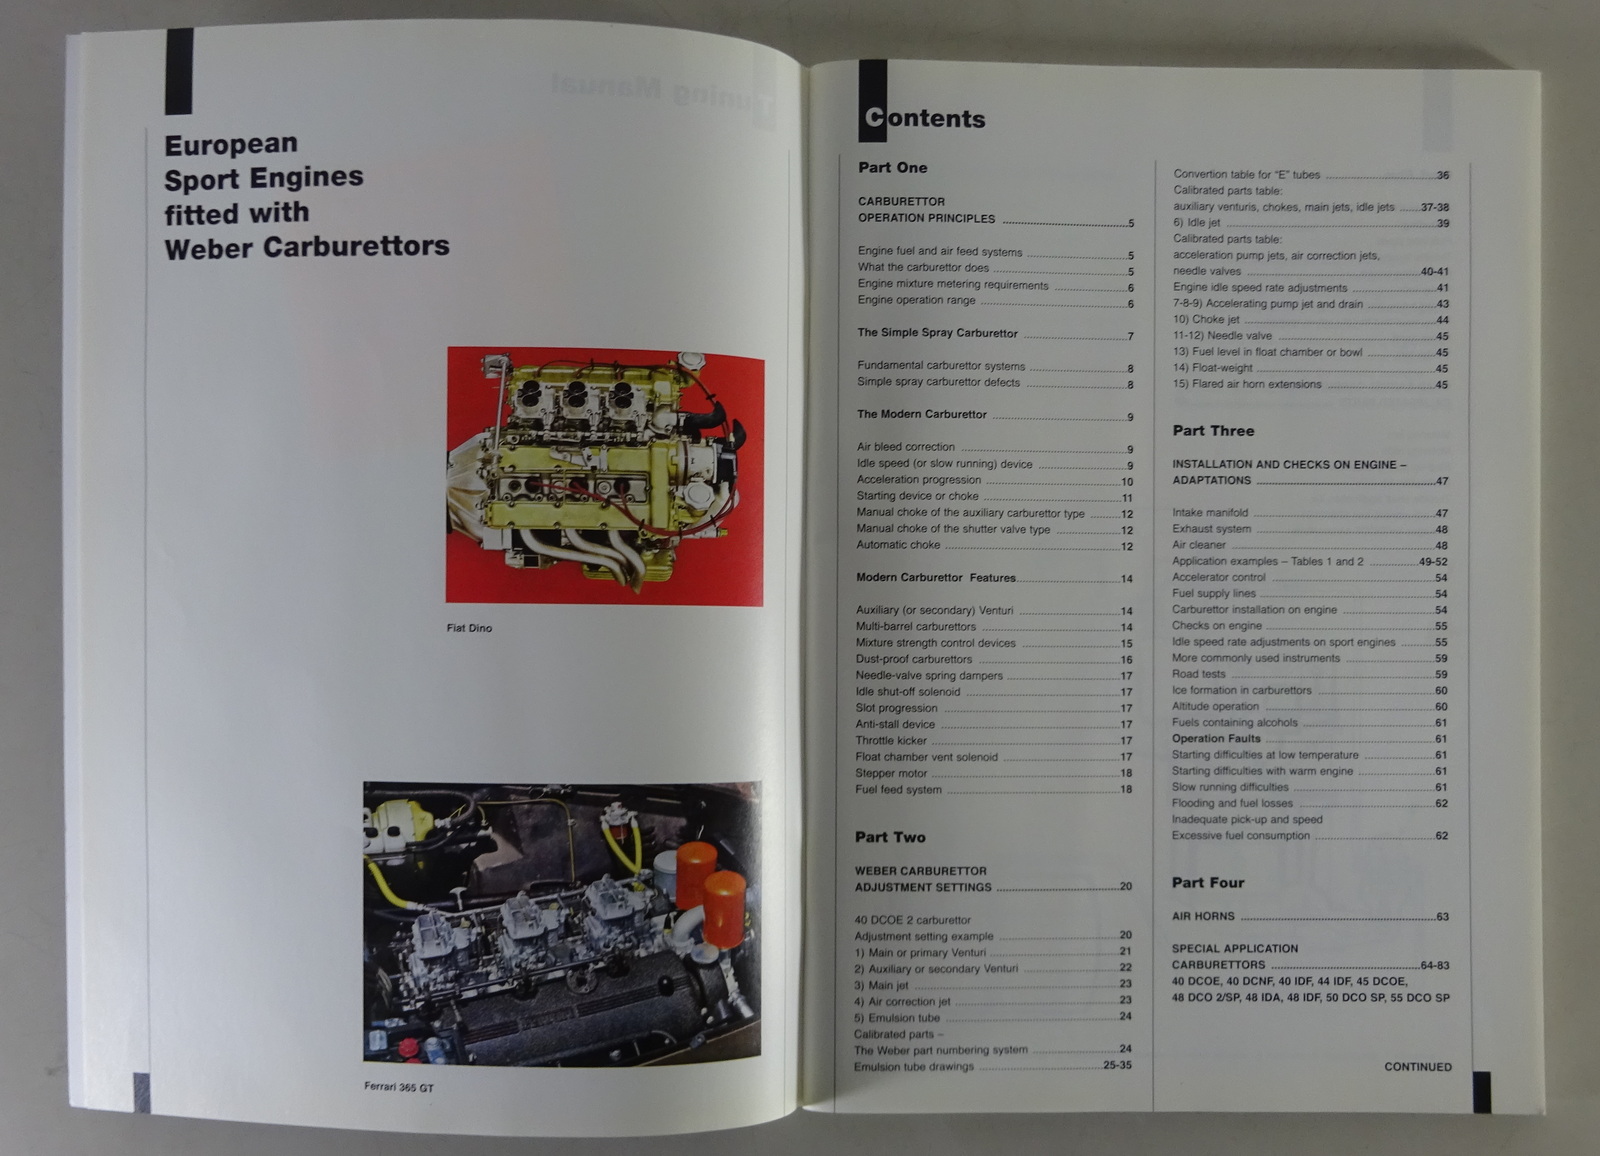 European
Sport Engines
fitted with
Weber Carburettors
Fiat Dino
Ferrari 365 GT
Contents
Part One
CARBURETTOR
OPERATION PRINCIPLES ..... 5
Engine fuel and air feed systems ..... 5
What the carburettor does ..... 5
Engine mixture metering requirements ..... 6
Engine operation range ..... 6
The Simple Spray Carburettor ..... 7
Fundamental carburettor systems ..... 8
Simple spray carburettor defects ..... 8
The Modern Carburettor ..... 9
Air bleed correction ..... 9
Idle speed (or slow running) device ..... 9
Acceleration progression ..... 10
Starting device or choke ..... 11
Manual choke of the auxiliary carburettor type ..... 12
Manual choke of the shutter valve type ..... 12
Automatic choke ..... 12
Modern Carburettor Features ..... 14
Auxiliary (or secondary) Venturi ..... 14
Multi-barrel carburettors ..... 14
Mixture strength control devices ..... 15
Dust-proof carburettors ..... 16
Needle-valve spring dampers ..... 17
Idle shut-off solenoid ..... 17
Slot progression ..... 17
Anti-stall device ..... 17
Throttle kicker ..... 17
Float chamber vent solenoid ..... 17
Stepper motor ..... 18
Fuel feed system ..... 18
Part Two
WEBER CARBURETTOR
ADJUSTMENT SETTINGS ..... 20
40 DCOE 2 carburettor
Adjustment setting example ..... 20
1) Main or primary Venturi ..... 21
2) Auxiliary or secondary Venturi ..... 22
3) Main jet ..... 23
4) Air correction jet ..... 23
5) Emulsion tube ..... 24
Calibrated parts –
The Weber part numbering system ..... 24
Emulsion tube drawings ..... 25-35
Convertion table for "E" tubes ..... 36
Calibrated parts table:
auxiliary venturis, chokes, main jets, idle jets ..... 37-38
6) Idle jet ..... 39
Calibrated parts table:
acceleration pump jets, air correction jets,
needle valves ..... 40-41
Engine idle speed rate adjustments ..... 41
7-8-9) Accelerating pump jet and drain ..... 43
10) Choke jet ..... 44
11-12) Needle valve ..... 45
13) Fuel level in float chamber or bowl ..... 45
14) Float-weight ..... 45
15) Flared air horn extensions ..... 45
Part Three
INSTALLATION AND CHECKS ON ENGINE –
ADAPTATIONS ..... 47
Intake manifold ..... 47
Exhaust system ..... 48
Air cleaner ..... 48
Application examples – Tables 1 and 2 ..... 49-52
Accelerator control ..... 54
Fuel supply lines ..... 54
Carburettor installation on engine ..... 54
Checks on engine ..... 55
Idle speed rate adjustments on sport engines ..... 55
More commonly used instruments ..... 59
Road tests ..... 59
Ice formation in carburettors ..... 60
Altitude operation ..... 60
Fuels containing alcohols ..... 61
Operation Faults ..... 61
Starting difficulties at low temperature ..... 61
Starting difficulties with warm engine ..... 61
Slow running difficulties ..... 61
Flooding and fuel losses ..... 62
Inadequate pick-up and speed
Excessive fuel consumption ..... 62
Part Four
AIR HORNS ..... 63
SPECIAL APPLICATION
CARBURETTORS ..... 64-83
40 DCOE, 40 DCNF, 40 IDF, 44 IDF, 45 DCOE,
48 DCO 2/SP, 48 IDA, 48 IDF, 50 DCO SP, 55 DCO SP
CONTINUED